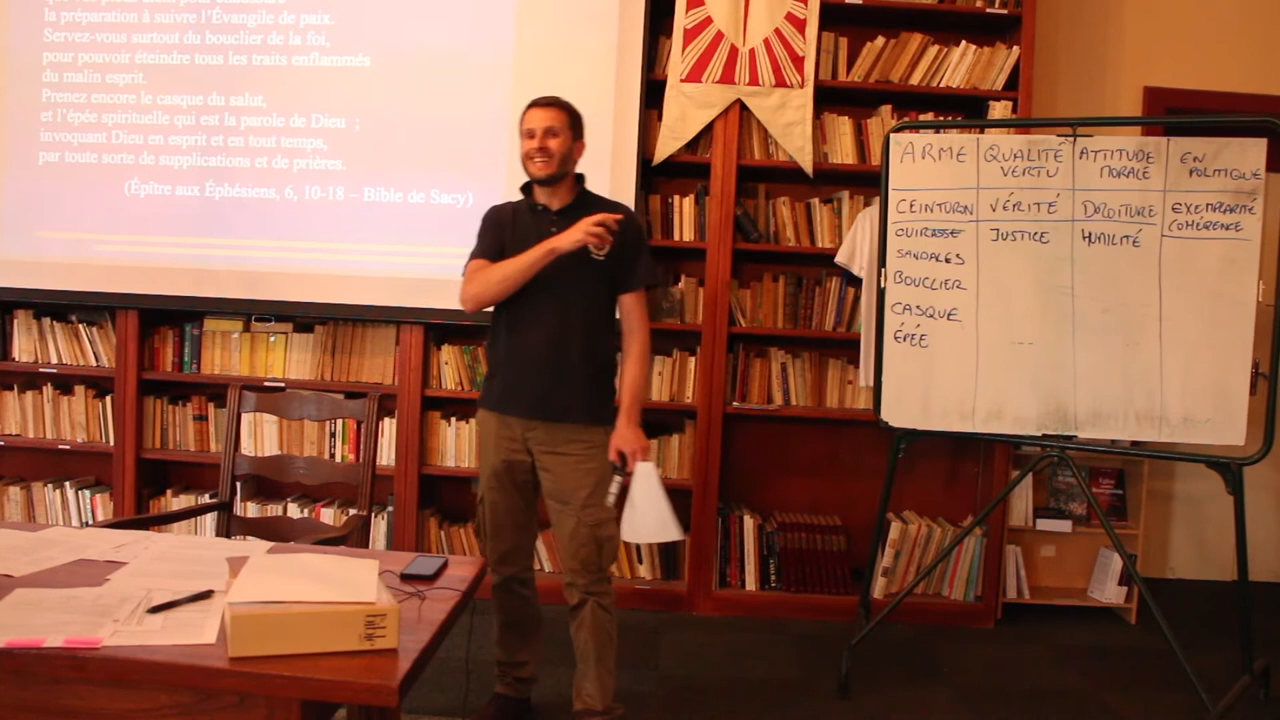 la préparation à suivre l'Évangile de paix.
Servez-vous surtout du bouclier de la foi,
pour pouvoir éteindre tous les traits enflammés
du malin esprit.
Prenez encore le casque du salut,
et l'épée spirituelle qui est la parole de Dieu ;
invoquant Dieu en esprit et en tout temps,
par toute sorte de supplications et de prières.
(Épître aux Éphésiens, 6, 10-18 – Bible de Sacy)
ARME
QUALITÉ
VERTU
ATTITUDE
MORALE
EN
POLITIQUE
CEINTURON
VÉRITÉ
DROITURE
EXEMPLARITÉ
COHÉRENCE
CUIRASSE
JUSTICE
HUMILITÉ
SANDALES
BOUCLIER
CASQUE
ÉPÉE